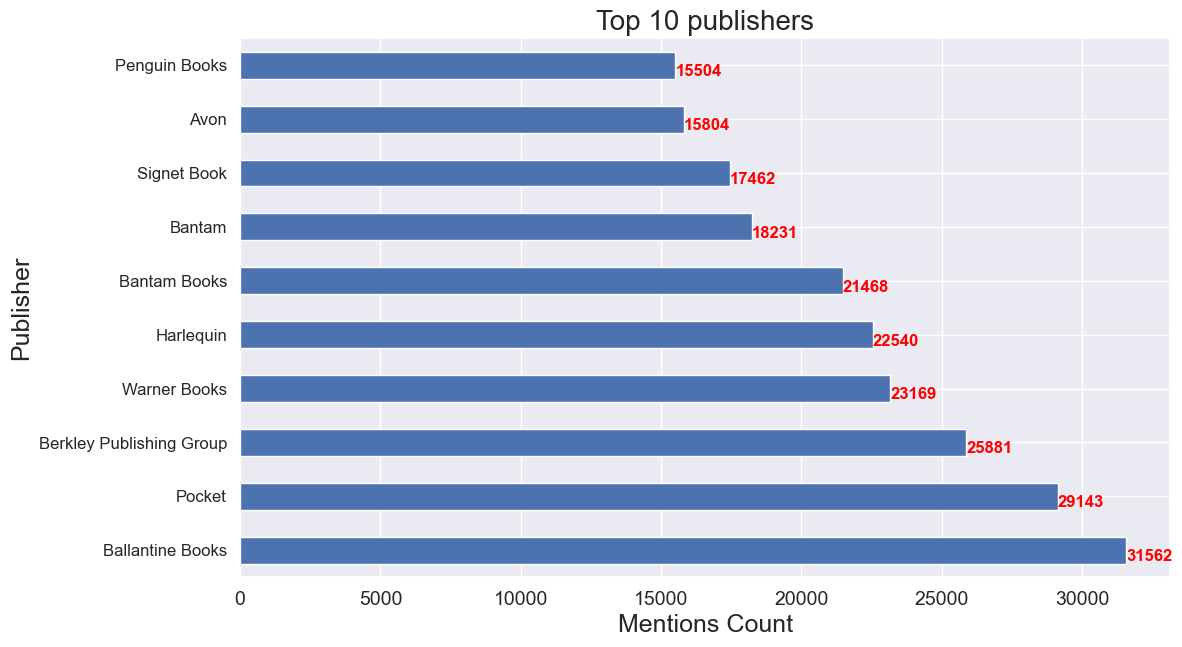 Top 10 publishers
Publisher
Penguin Books 15504
Avon 15804
Signet Book 17462
Bantam 18231
Bantam Books 21468
Harlequin 22540
Warner Books 23169
Berkley Publishing Group 25881
Pocket 29143
Ballantine Books 31562
0 5000 10000 15000 20000 25000 30000
Mentions Count